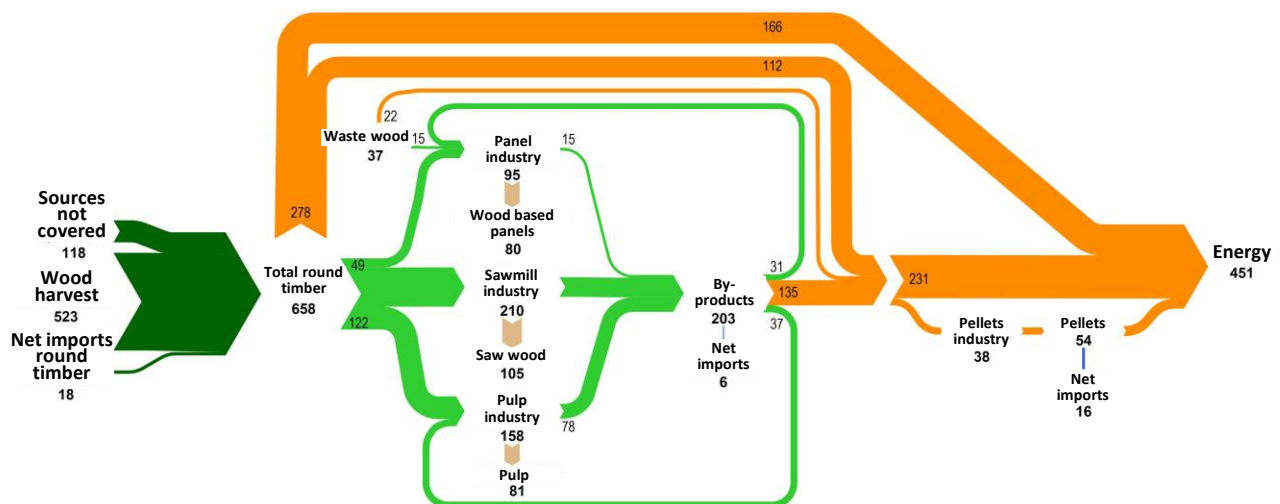 166
112
22
Waste wood
37
15
Panel
industry
95
15
Wood based
panels
80
Sources
not
covered
118
Wood
harvest
523
Net imports
round
timber
18
278
Total round
timber
658
49
122
Sawmill
industry
210
Saw wood
105
Pulp
industry
158
78
Pulp
81
By-
products
203
Net
imports
6
31
135
37
231
Pellets
industry
38
Pellets
54
Net
imports
16
Energy
451